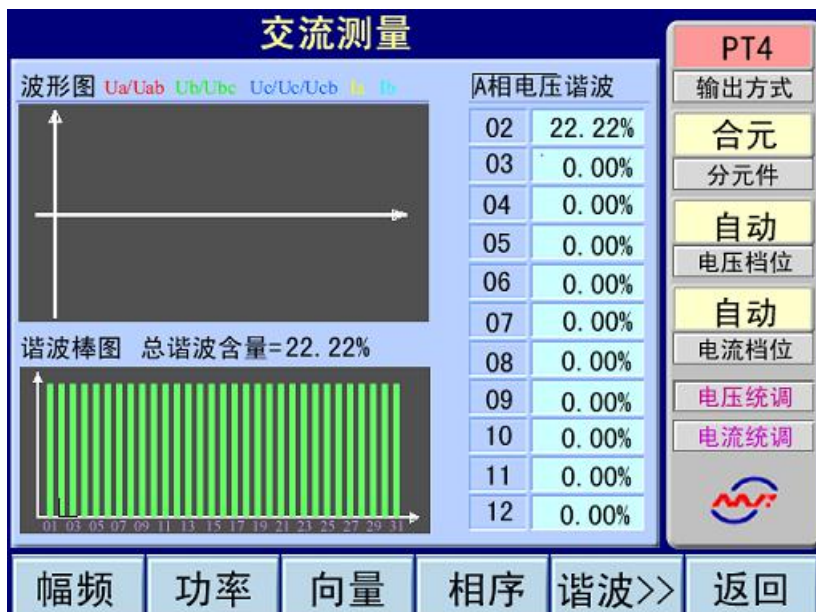 交流测量
波形图 Ua/Uab Ub/Ubc Uc/Uc/Ucb Ia Ib
谐波棒图 总谐波含量=22.22%
01 03 05 07 09 11 13 15 17 19 21 23 25 27 29 31
A相电压谐波
02 22.22%
03 0.00%
04 0.00%
05 0.00%
06 0.00%
07 0.00%
08 0.00%
09 0.00%
10 0.00%
11 0.00%
12 0.00%
PT4
输出方式
合元
分元件
自动
电压档位
自动
电流档位
电压统调
电流统调
幅频 功率 向量 相序 谐波>> 返回